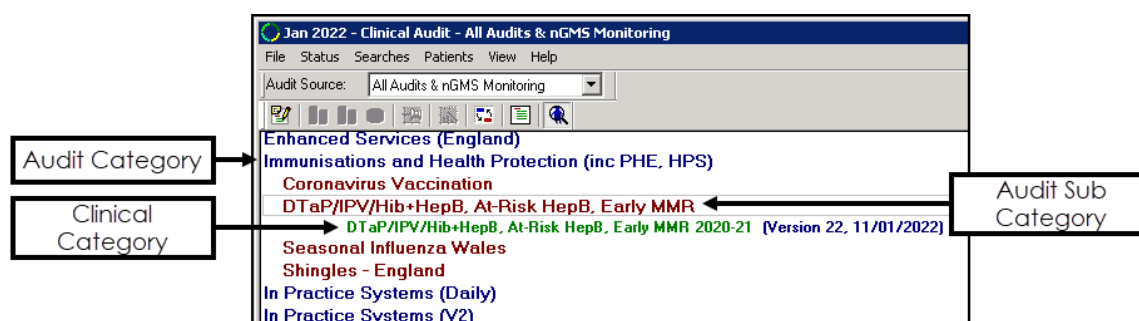 Jan 2022 - Clinical Audit - All Audits & nGMS Monitoring
File Status Searches Patients View Help
Audit Source: All Audits & nGMS Monitoring
Enhanced Services (England)
Audit Category
Immunisations and Health Protection (inc PHE, HPS)
Coronavirus Vaccination
DTaP/IPV/Hib+HepB, At-Risk HepB, Early MMR
Audit Sub
Category
Clinical
Category
DTaP/IPV/Hib+HepB, At-Risk HepB, Early MMR 2020-21 (Version 22, 11/01/2022)
Seasonal Influenza Wales
Shingles - England
In Practice Systems (Daily)
In Practice Systems (V2)